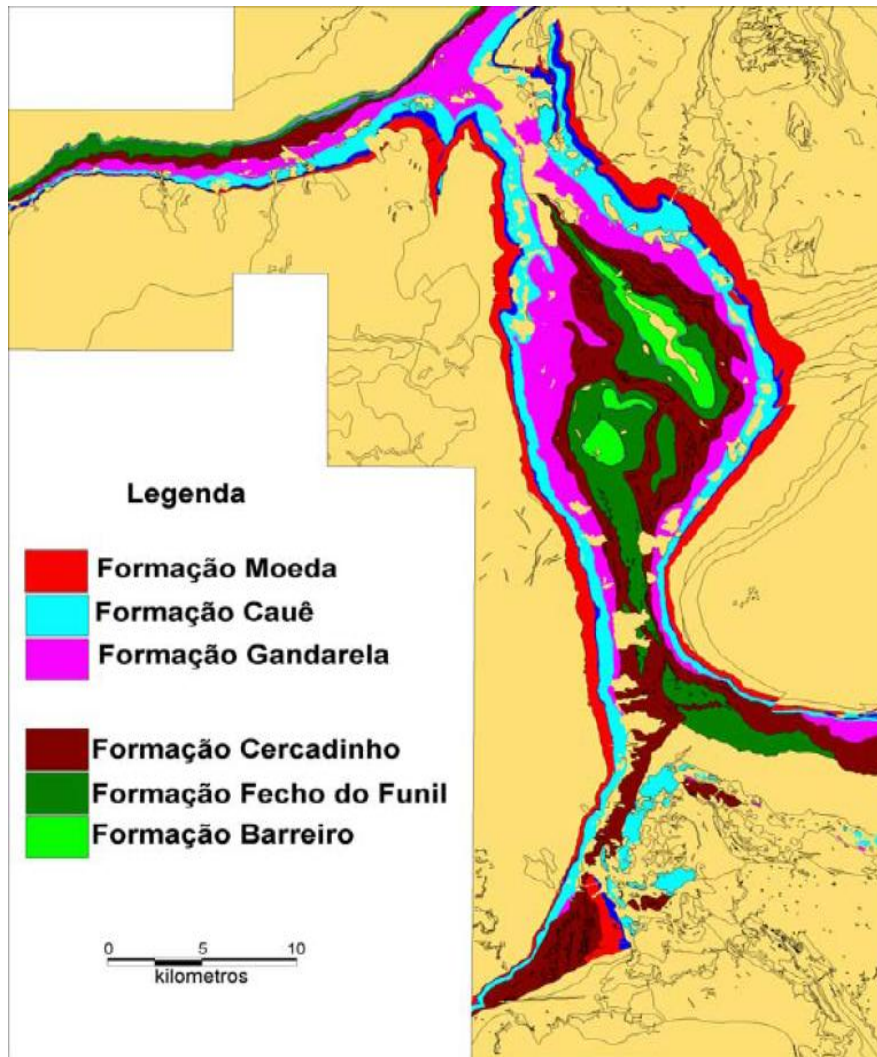 Legenda
Formação Moeda
Formação Cauê
Formação Gandarela
Formação Cercadinho
Formação Fecho do Funil
Formação Barreiro
0 5 10
kilometros